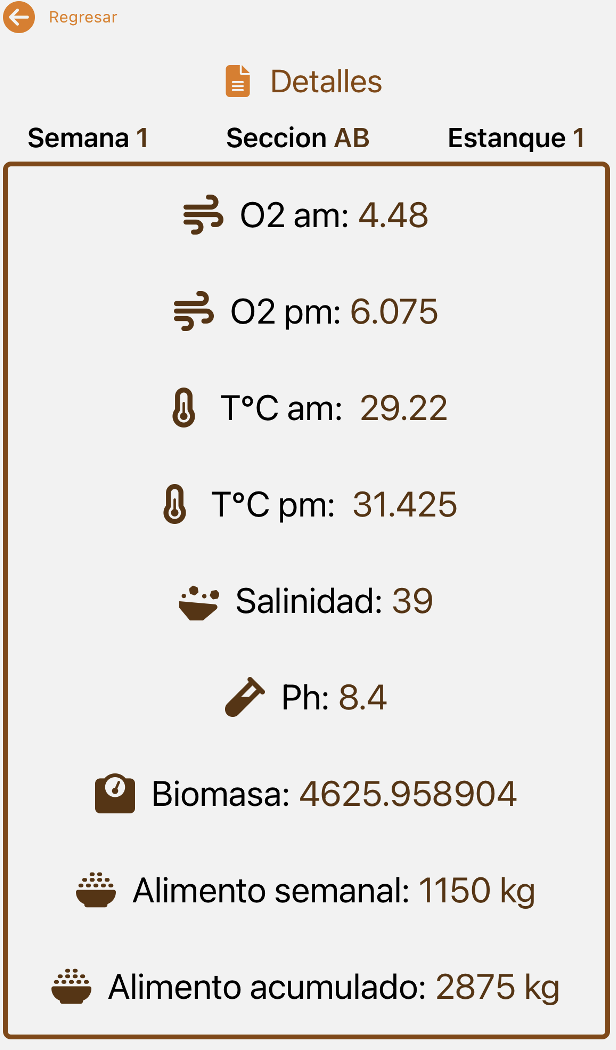 Regresar
Detalles
Semana 1 Seccion AB Estanque 1
O2 am: 4.48
O2 pm: 6.075
T°C am: 29.22
T°C pm: 31.425
Salinidad: 39
Ph: 8.4
Biomasa: 4625.958904
Alimento semanal: 1150 kg
Alimento acumulado: 2875 kg